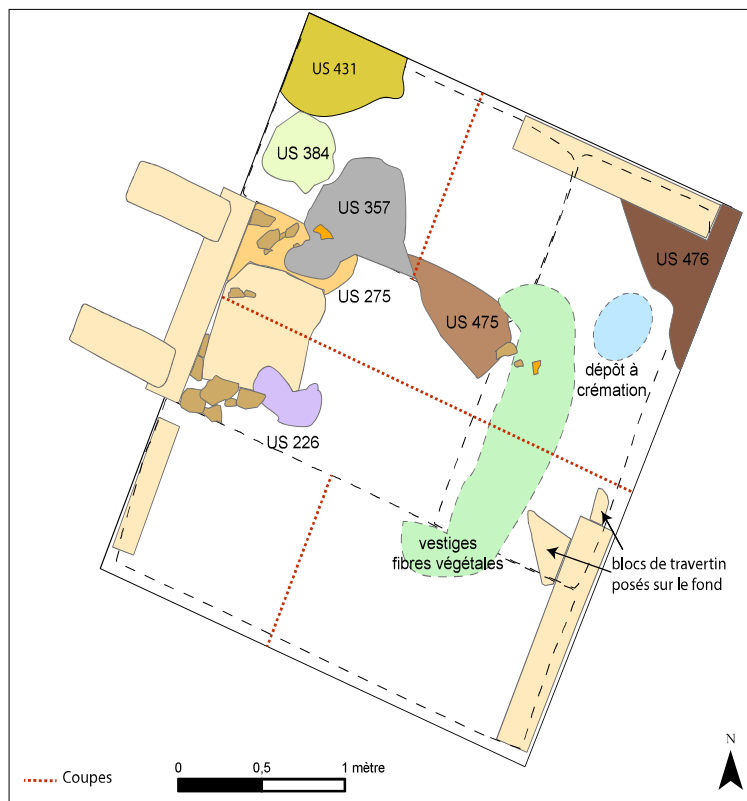 US 431
US 384
US 357
US 476
US 275
US 475
dépôt à
crémation
US 226
vestiges
fibres végétales
blocs de travertin
posés sur le fond
N
0 0,5 1 mètre
Coupes